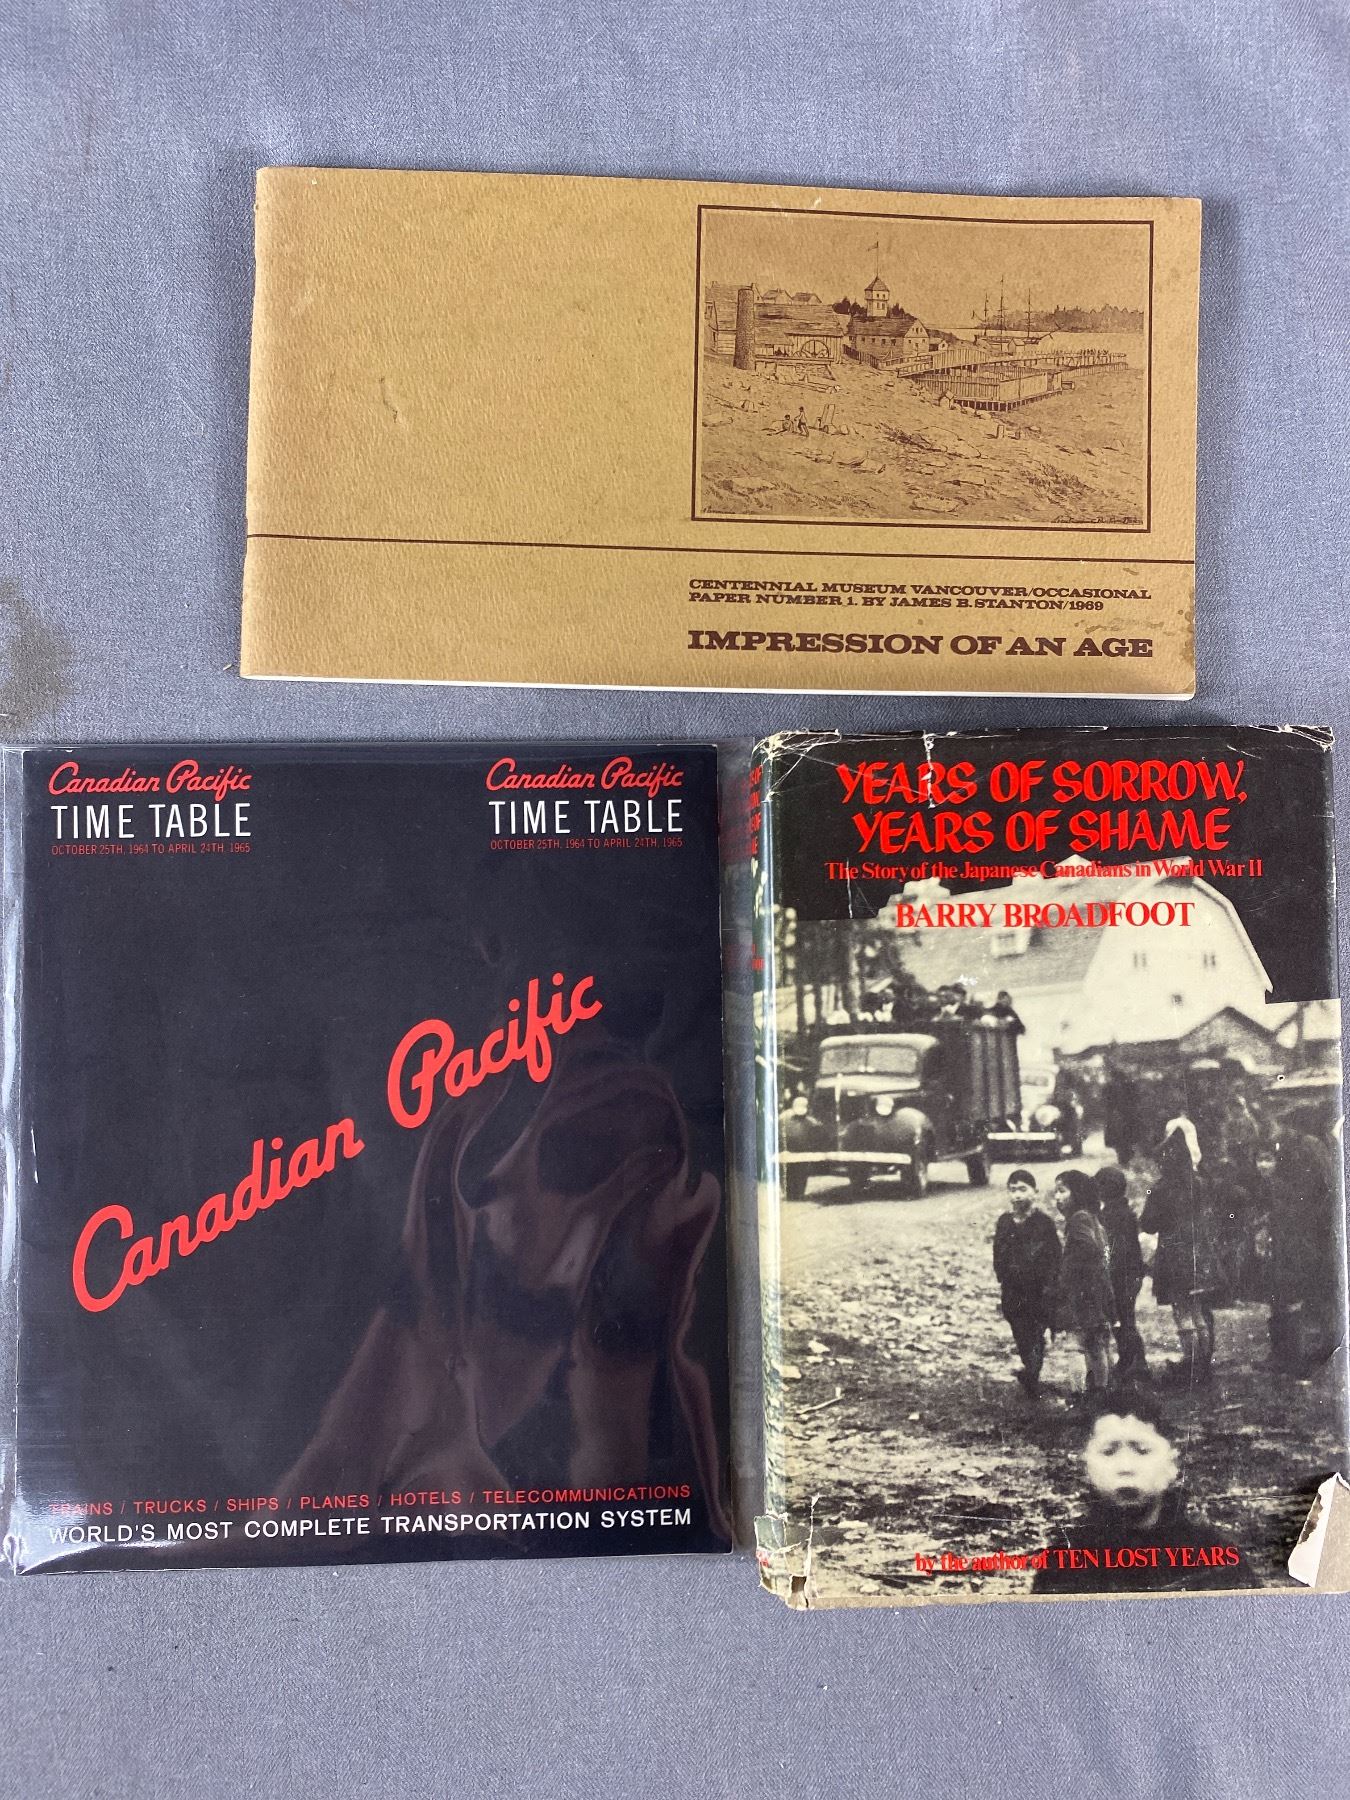 CENTENNIAL MUSEUM VANCOUVER/OCCASIONAL
PAPER NUMBER 1. BY JAMES B. STANTON/1969
IMPRESSION OF AN AGE
Canadian Pacific
TIME TABLE
OCTOBER 25TH, 1964 TO APRIL 24TH, 1965
Canadian Pacific
TIME TABLE
OCTOBER 25TH, 1964 TO APRIL 24TH, 1965
Canadian Pacific
TRAINS / TRUCKS / SHIPS / PLANES / HOTELS / TELECOMMUNICATIONS
WORLD'S MOST COMPLETE TRANSPORTATION SYSTEM
YEARS OF SORROW,
YEARS OF SHAME
The Story of the Japanese Canadians in World War II
BARRY BROADFOOT
by the author of TEN LOST YEARS